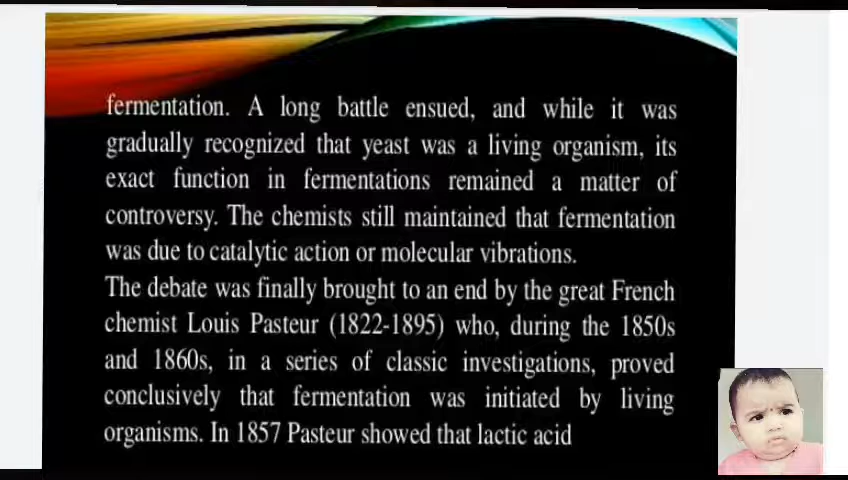 fermentation. A long battle ensued, and while it was
gradually recognized that yeast was a living organism, its
exact function in fermentations remained a matter of
controversy. The chemists still maintained that fermentation
was due to catalytic action or molecular vibrations.
The debate was finally brought to an end by the great French
chemist Louis Pasteur (1822-1895) who, during the 1850s
and 1860s, in a series of classic investigations, proved
conclusively that fermentation was initiated by living
organisms. In 1857 Pasteur showed that lactic acid